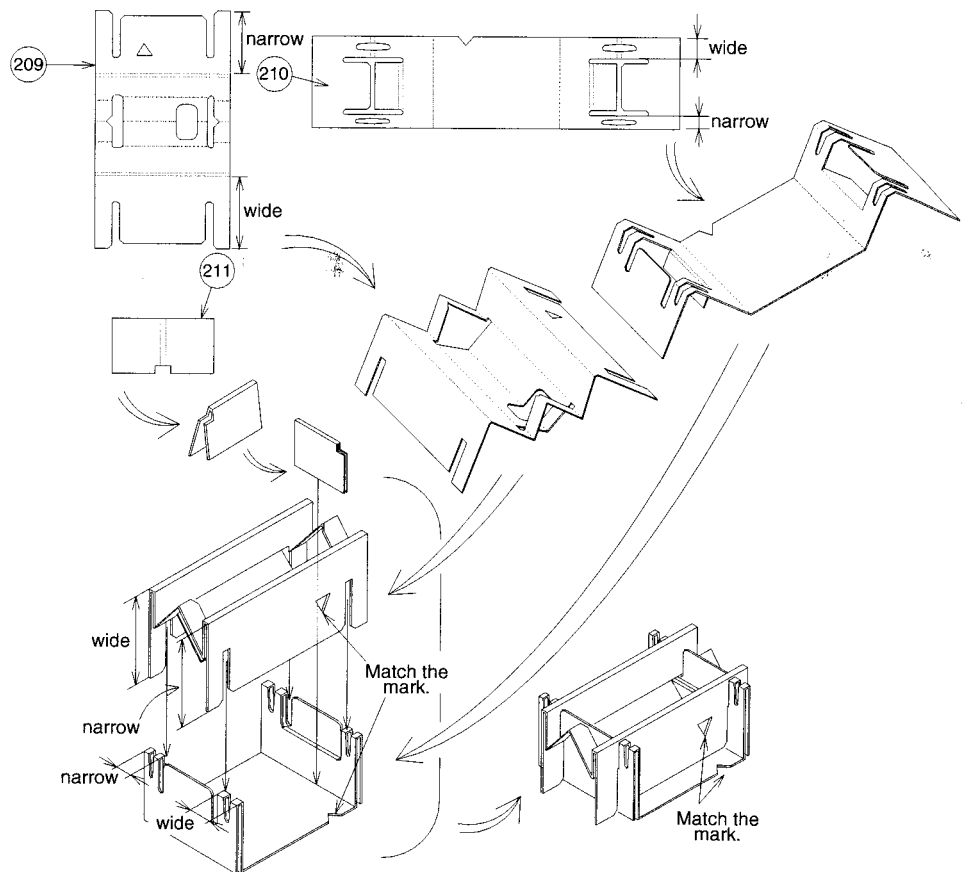 narrow
209
wide
210
narrow
wide
211
wide
narrow
Match the
mark.
narrow
wide
Match the
mark.